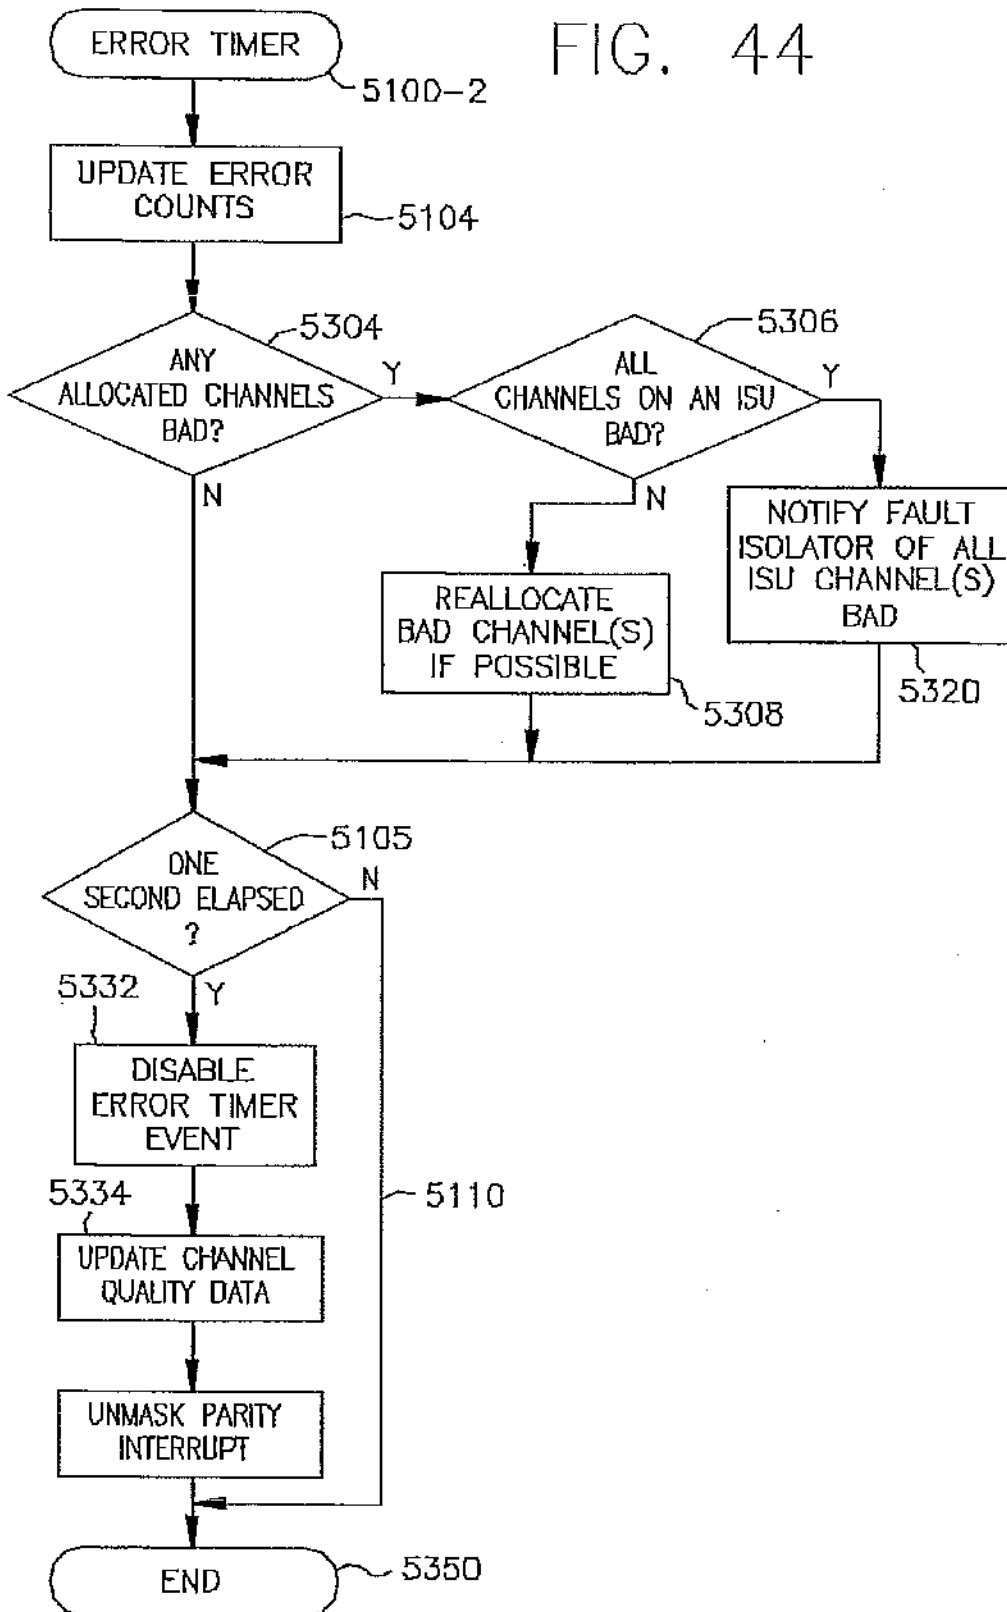 FIG. 44
ERROR TIMER
5100-2
UPDATE ERROR
COUNTS
5104
5304
ANY
ALLOCATED CHANNELS
BAD?
Y
N
5306
ALL
CHANNELS ON AN ISU
BAD?
Y
N
NOTIFY FAULT
ISOLATOR OF ALL
ISU CHANNEL(S)
BAD
5320
REALLOCATE
BAD CHANNEL(S)
IF POSSIBLE
5308
5105
ONE
SECOND ELAPSED
?
N
Y
5332
DISABLE
ERROR TIMER
EVENT
5110
5334
UPDATE CHANNEL
QUALITY DATA
UNMASK PARITY
INTERRUPT
END
5350